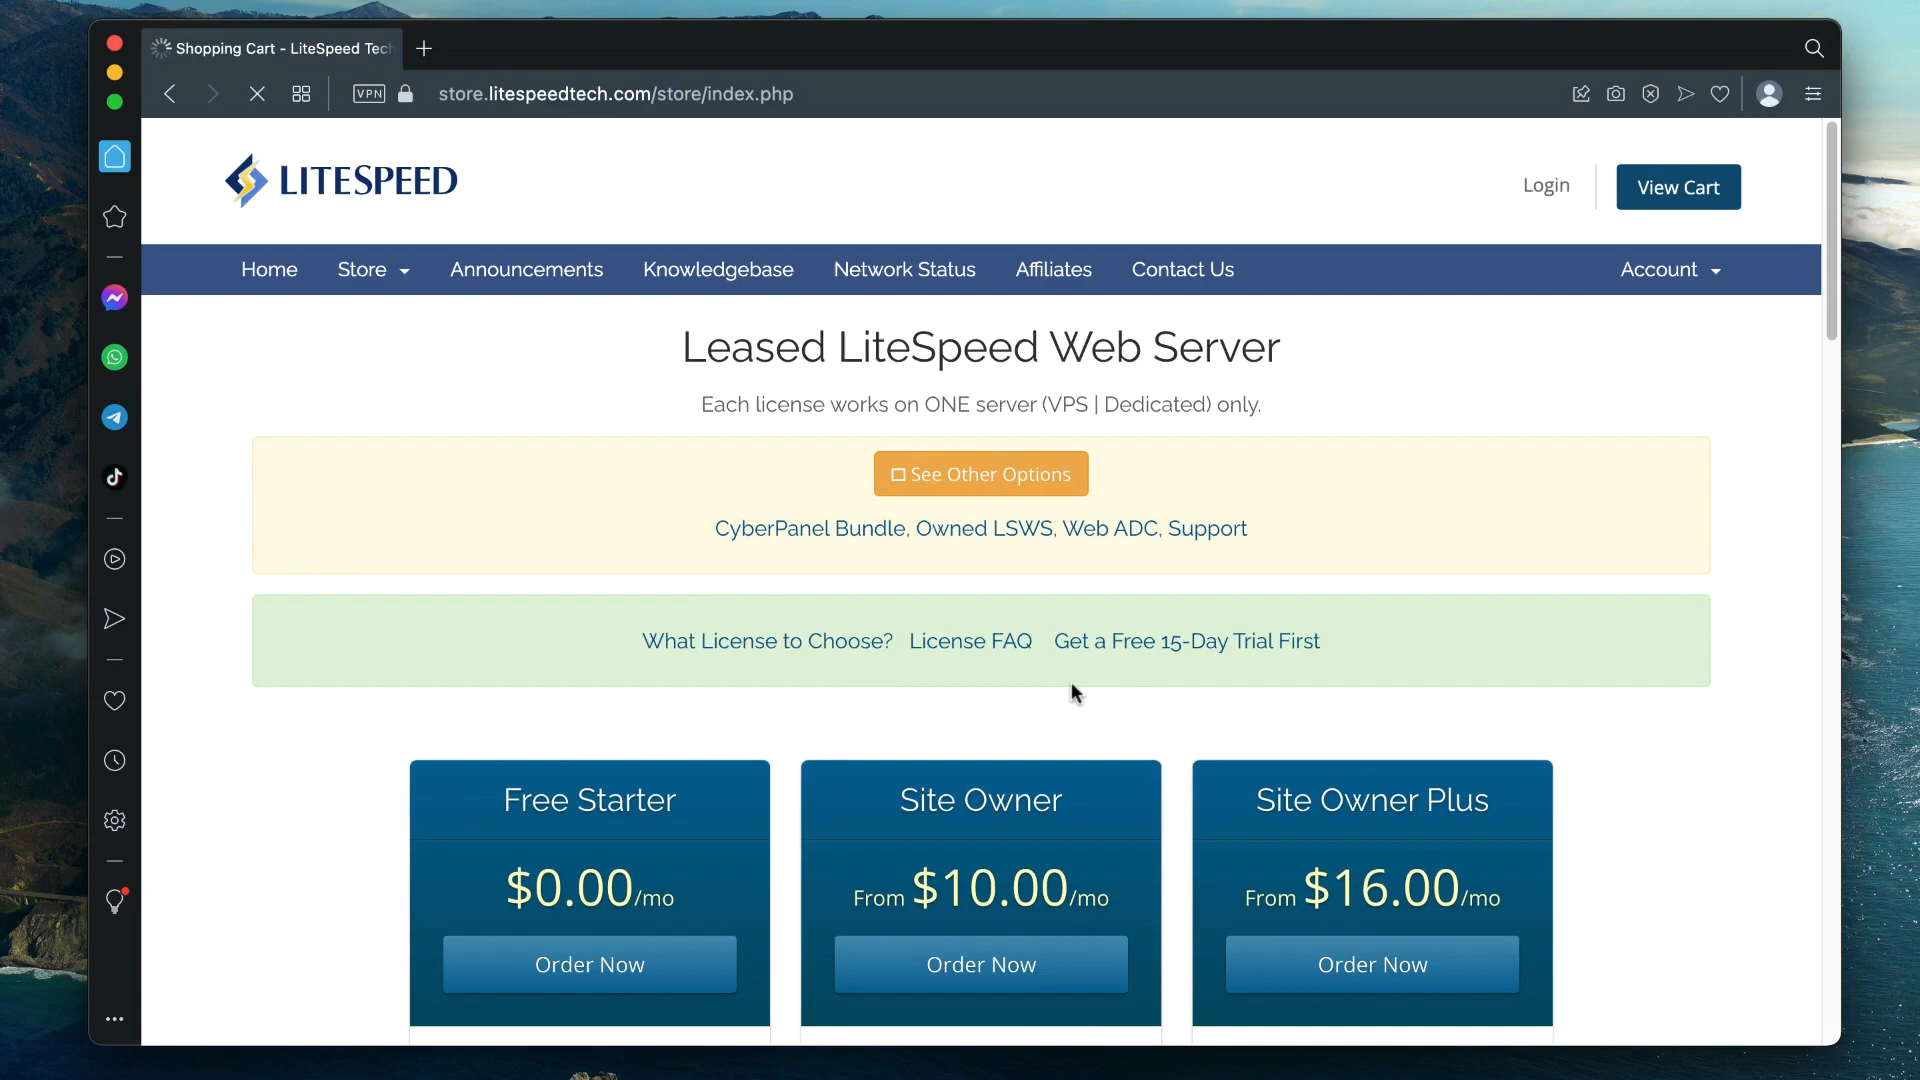 Shopping Cart - LiteSpeed Tech
VPN
store.litespeedtech.com/store/index.php
LITESPEED
Login
View Cart
Home
Store
Announcements
Knowledgebase
Network Status
Affiliates
Contact Us
Account
Leased LiteSpeed Web Server
Each license works on ONE server (VPS | Dedicated) only.
See Other Options
CyberPanel Bundle, Owned LSWS, Web ADC, Support
What License to Choose? License FAQ Get a Free 15-Day Trial First
Free Starter
$0.00/mo
Order Now
Site Owner
From $10.00/mo
Order Now
Site Owner Plus
From $16.00/mo
Order Now